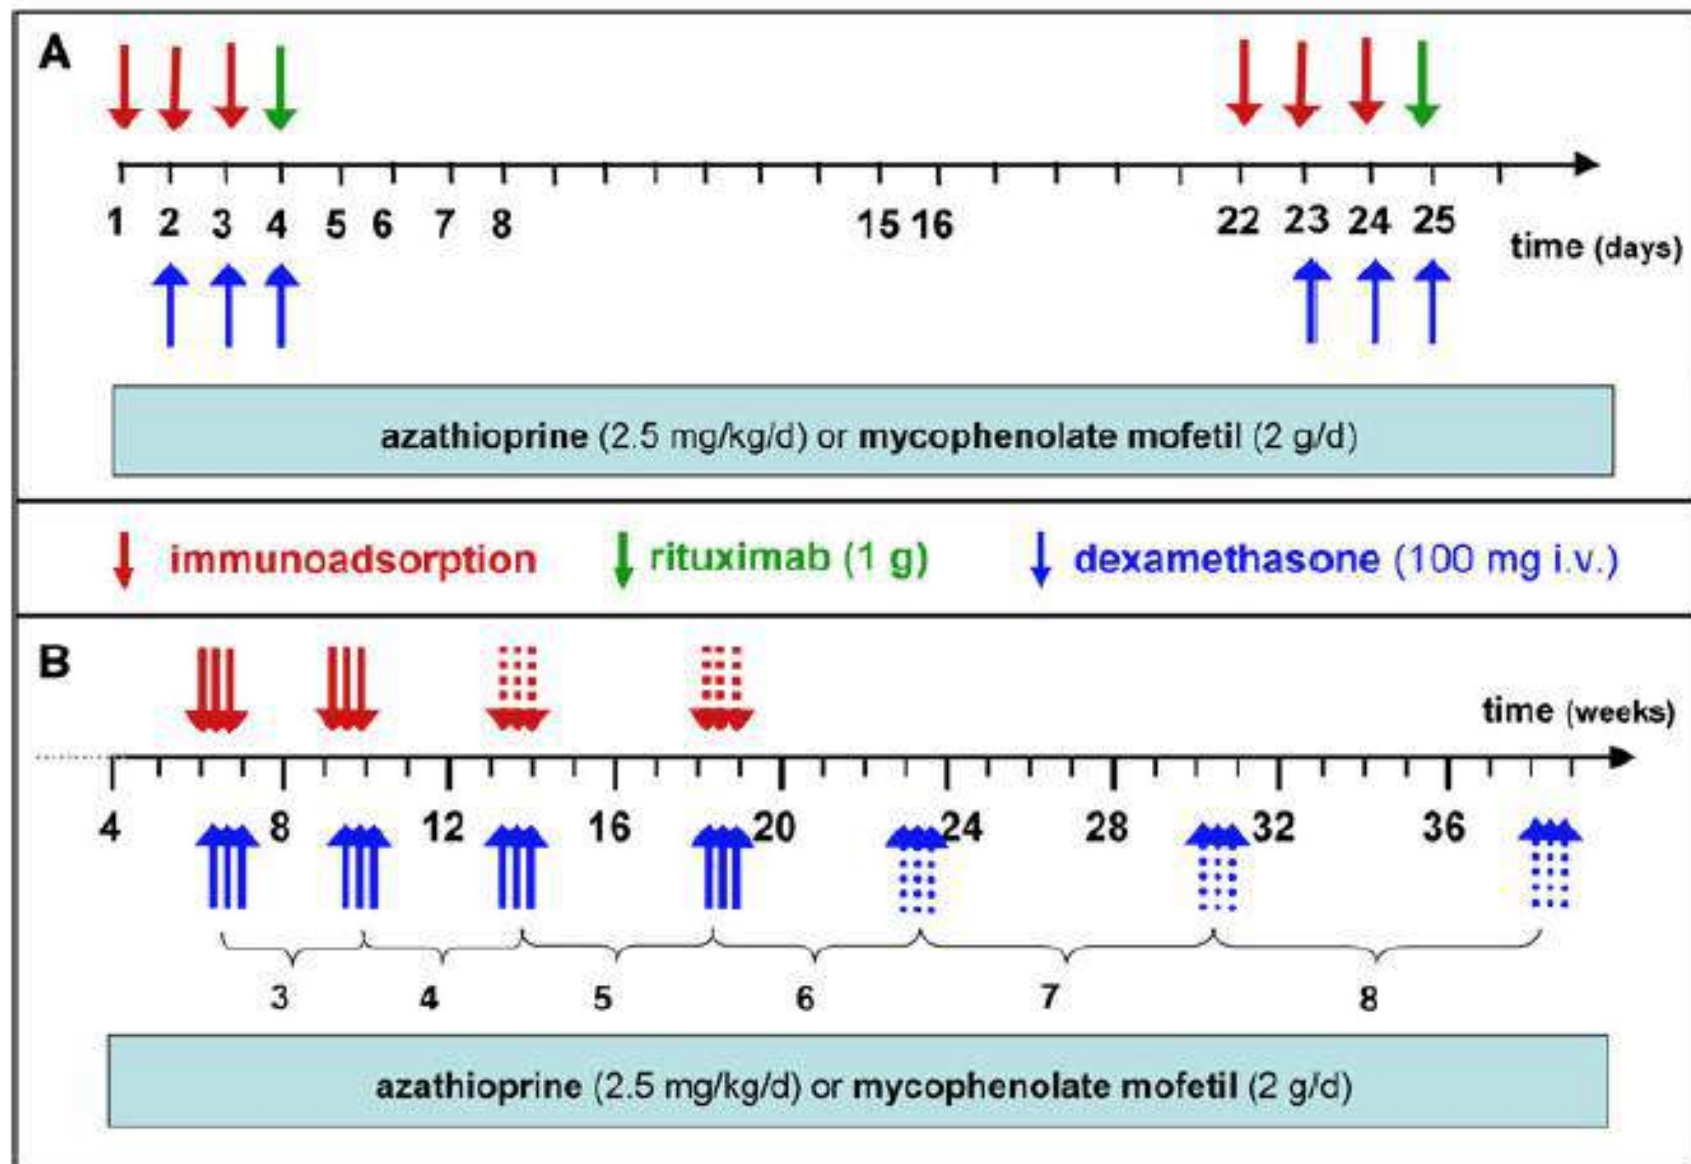 A
1 2 3 4 5 6 7 8 15 16 22 23 24 25
time (days)
azathioprine (2.5 mg/kg/d) or mycophenolate mofetil (2 g/d)
immunoadsorption rituximab (1 g) dexamethasone (100 mg i.v.)
B
time (weeks)
4 8 12 16 20 24 28 32 36
3 4 5 6 7 8
azathioprine (2.5 mg/kg/d) or mycophenolate mofetil (2 g/d)